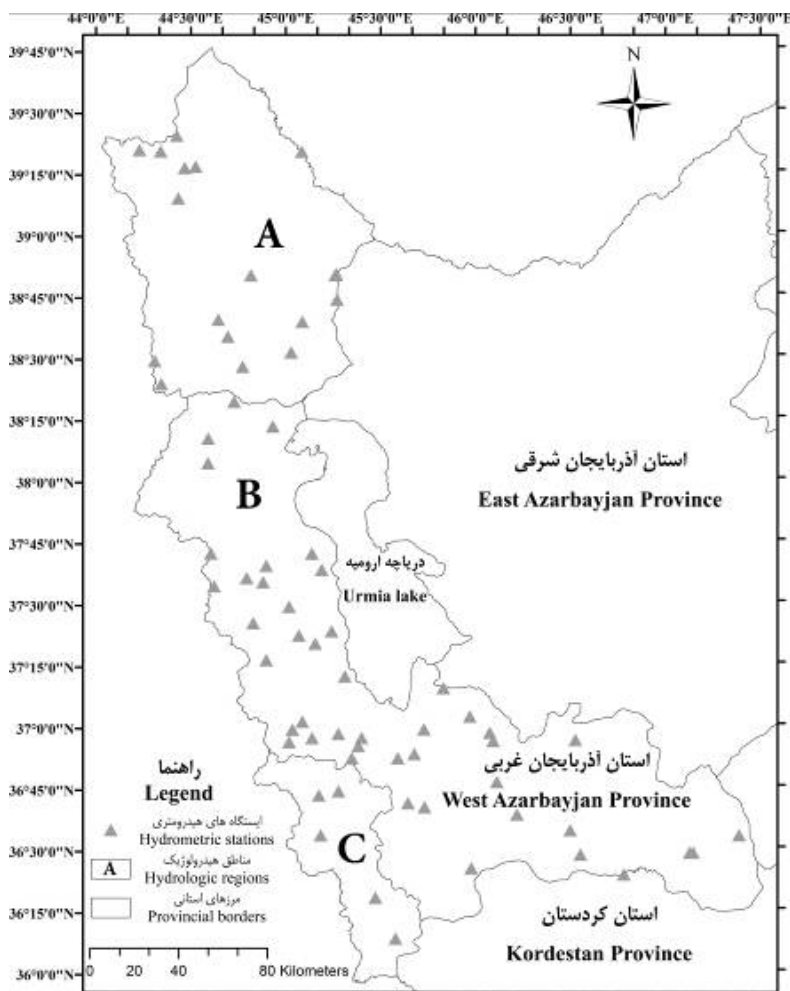 44°0'0"E 44°30'0"E 45°0'0"E 45°30'0"E 46°0'0"E 46°30'0"E 47°0'0"E 47°30'0"E
39°45'0"N
N
39°30'0"N
39°15'0"N
39°0'0"N
A
38°45'0"N
38°30'0"N
38°15'0"N
استان آذربایجان شرقی
38°0'0"N
B
East Azarbayjan Province
37°45'0"N
دریاچه ارومیه
Urmia lake
37°30'0"N
37°15'0"N
37°0'0"N
راهنما
استان آذربایجان غربی
36°45'0"N
Legend
West Azarbayjan Province
ایستگاه های هیدرومتری
Hydrometric stations
C
36°30'0"N
A
مناطق هیدرولوژیک
Hydrologic regions
36°15'0"N
مرزهای استانی
Provincial borders
استان کردستان
Kordestan Province
36°0'0"N
0 20 40 80 Kilometers